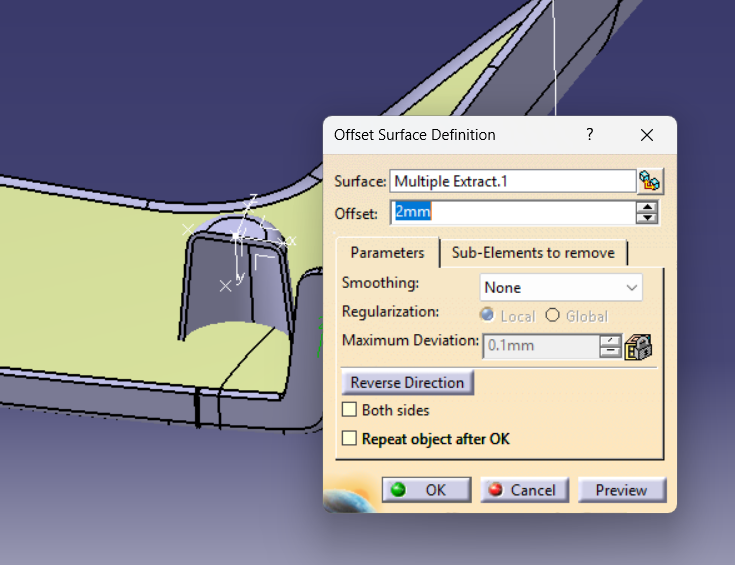 Offset Surface Definition ? ×
Surface: Multiple Extract.1
Offset: 2mm
Parameters Sub-Elements to remove
Smoothing: None
Regularization: Local Global
Maximum Deviation: 0.1mm
Reverse Direction
Both sides
Repeat object after OK
OK Cancel Preview
z
x
y